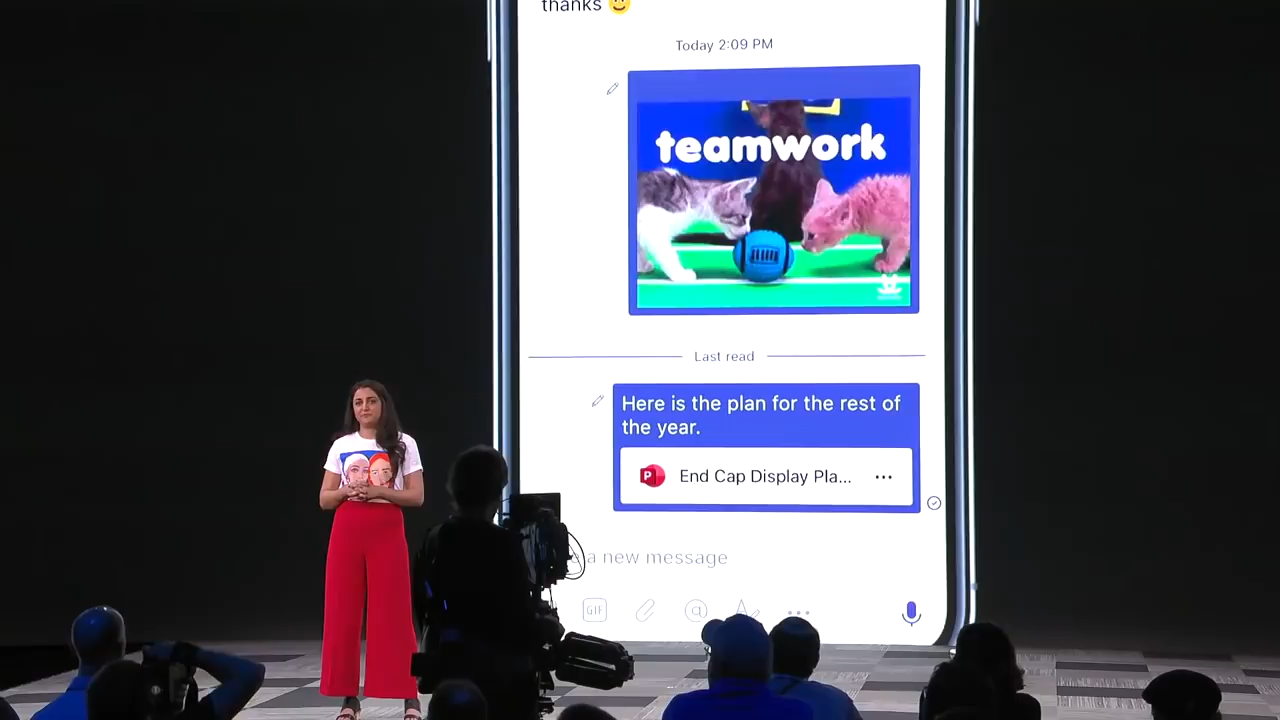 thanks 🙂
Today 2:09 PM
teamwork
Last read
Here is the plan for the rest of
the year.
P
End Cap Display Pla...
a new message
GIF
@